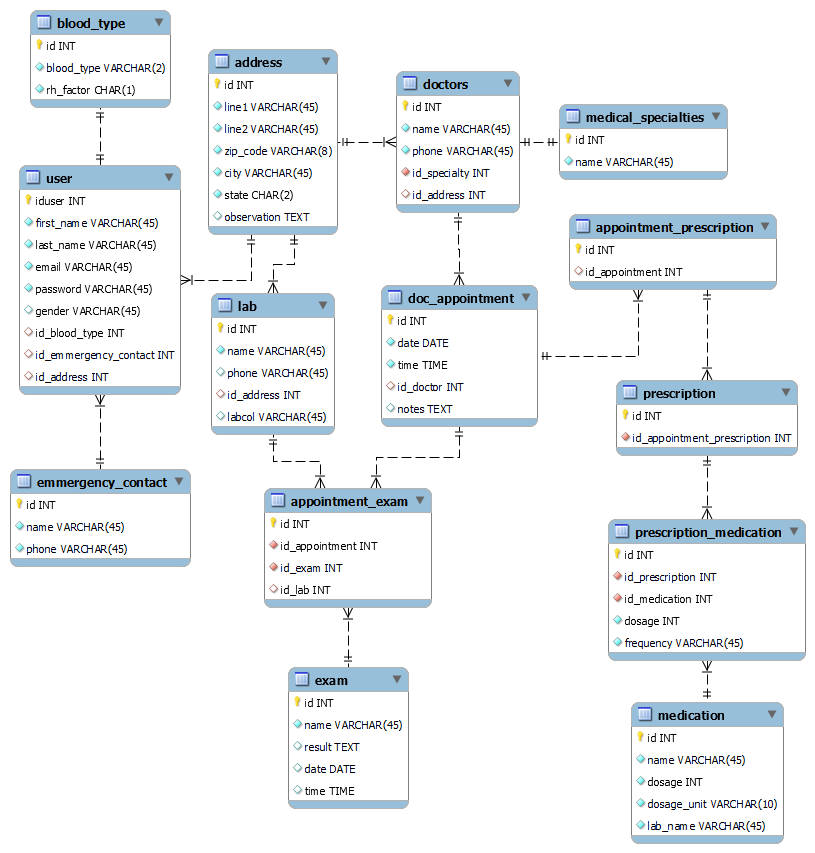 blood_type
id INT
blood_type VARCHAR(2)
rh_factor CHAR(1)
address
id INT
line1 VARCHAR(45)
line2 VARCHAR(45)
zip_code VARCHAR(8)
city VARCHAR(45)
state CHAR(2)
observation TEXT
doctors
id INT
name VARCHAR(45)
phone VARCHAR(45)
id_specialty INT
id_address INT
medical_specialties
id INT
name VARCHAR(45)
user
iduser INT
first_name VARCHAR(45)
last_name VARCHAR(45)
email VARCHAR(45)
password VARCHAR(45)
gender VARCHAR(45)
id_blood_type INT
id_emmergency_contact INT
id_address INT
appointment_prescription
id INT
id_appointment INT
lab
id INT
name VARCHAR(45)
phone VARCHAR(45)
id_address INT
labcol VARCHAR(45)
doc_appointment
id INT
date DATE
time TIME
id_doctor INT
notes TEXT
prescription
id INT
id_appointment_prescription INT
emmergency_contact
id INT
name VARCHAR(45)
phone VARCHAR(45)
appointment_exam
id INT
id_appointment INT
id_exam INT
id_lab INT
prescription_medication
id INT
id_prescription INT
id_medication INT
dosage INT
frequency VARCHAR(45)
exam
id INT
name VARCHAR(45)
result TEXT
date DATE
time TIME
medication
id INT
name VARCHAR(45)
dosage INT
dosage_unit VARCHAR(10)
lab_name VARCHAR(45)